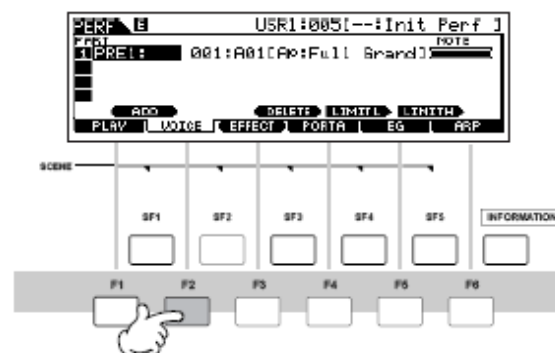 PERF E USR1:005[--:Init Perf ]
PART NOTE
1 PRE1: 001:A01[Ap:Full Grand]
ADD DELETE LIMITL LIMITH
PLAY VOICE EFFECT PORTA EG ARP
SCENE
SF1 SF2 SF3 SF4 SF5 INFORMATION
F1 F2 F3 F4 F5 F6